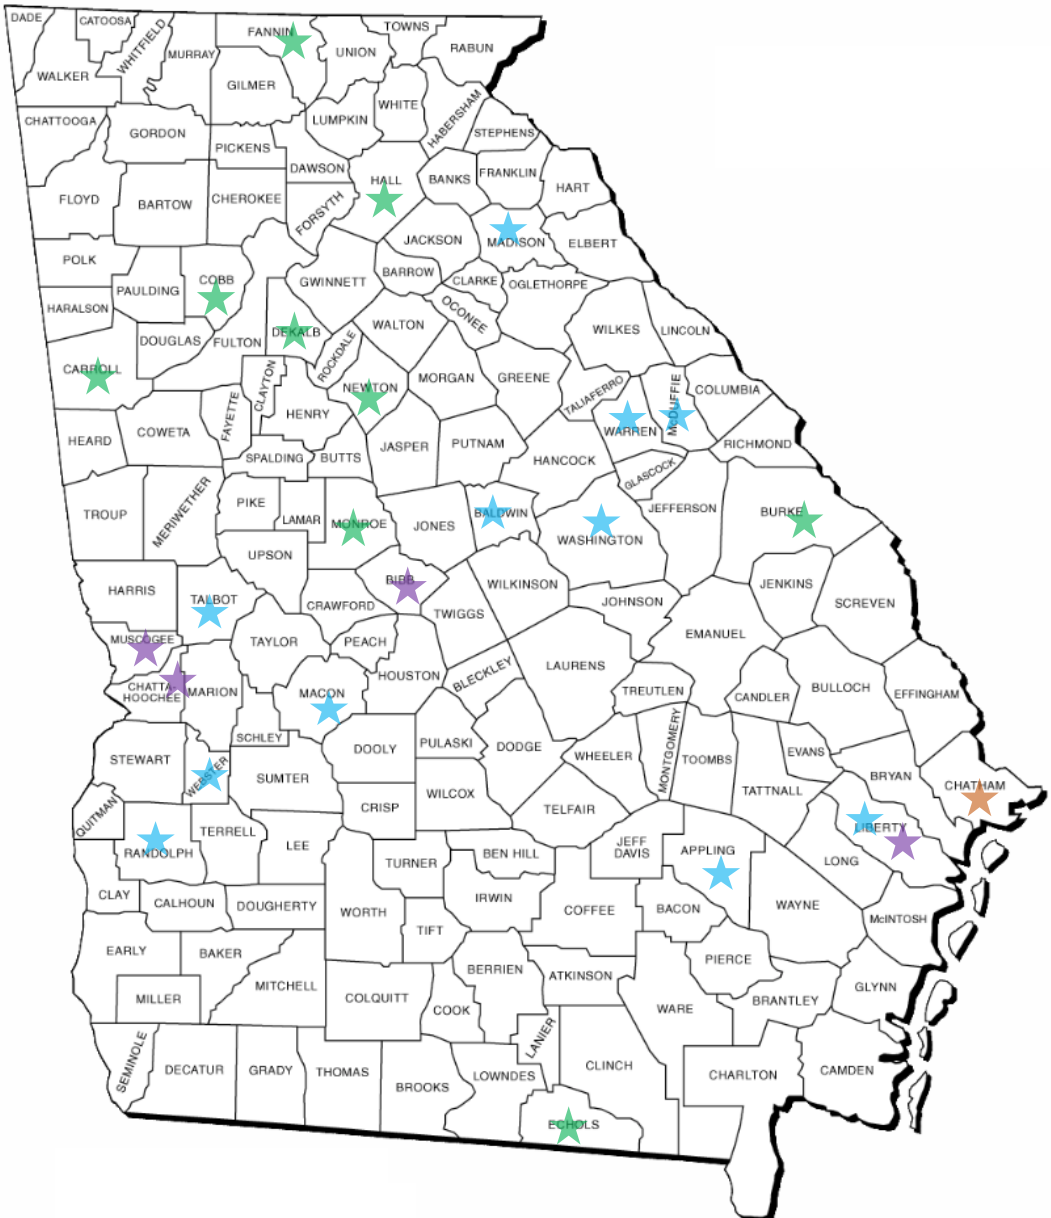 DADE
CATOOSA
WHITFIELD
MURRAY
FANNIN
UNION
TOWNS
RABUN
WALKER
GILMER
LUMPKIN
WHITE
HABERSHAM
STEPHENS
CHATTOOGA
GORDON
PICKENS
DAWSON
HALL
BANKS
FRANKLIN
HART
FLOYD
BARTOW
CHEROKEE
FORSYTH
JACKSON
MADISON
ELBERT
POLK
PAULDING
COBB
GWINNETT
BARROW
CLARKE
OGLETHORPE
HARALSON
DOUGLAS
FULTON
DEKALB
ROCKDALE
WALTON
OCONEE
WILKES
LINCOLN
CARROLL
CLAYTON
NEWTON
MORGAN
GREENE
TALIAFERRO
McDUFFIE
COLUMBIA
HEARD
COWETA
FAYETTE
HENRY
JASPER
PUTNAM
HANCOCK
WARREN
RICHMOND
SPALDING
BUTTS
GLASCOCK
TROUP
MERIWETHER
PIKE
LAMAR
MONROE
JONES
BALDWIN
WASHINGTON
JEFFERSON
BURKE
UPSON
HARRIS
TALBOT
CRAWFORD
BIBB
TWIGGS
WILKINSON
JOHNSON
JENKINS
SCREVEN
MUSCOGEE
TAYLOR
PEACH
HOUSTON
BLECKLEY
LAURENS
EMANUEL
CHATTA-
HOOCHEE
MARION
MACON
TREUTLEN
CANDLER
BULLOCH
EFFINGHAM
STEWART
WEBSTER
SCHLEY
SUMTER
DOOLY
PULASKI
DODGE
WHEELER
MONTGOMERY
TOOMBS
EVANS
TATTNALL
BRYAN
CHATHAM
QUITMAN
RANDOLPH
TERRELL
LEE
CRISP
WILCOX
TELFAIR
JEFF
DAVIS
APPLING
LONG
LIBERTY
CLAY
CALHOUN
DOUGHERTY
WORTH
TURNER
BEN HILL
IRWIN
COFFEE
BACON
WAYNE
McINTOSH
EARLY
BAKER
MITCHELL
TIFT
BERRIEN
ATKINSON
PIERCE
MILLER
COLQUITT
COOK
WARE
BRANTLEY
GLYNN
SEMINOLE
DECATUR
GRADY
THOMAS
BROOKS
LOWNDES
LANIER
CLINCH
ECHOLS
CHARLTON
CAMDEN